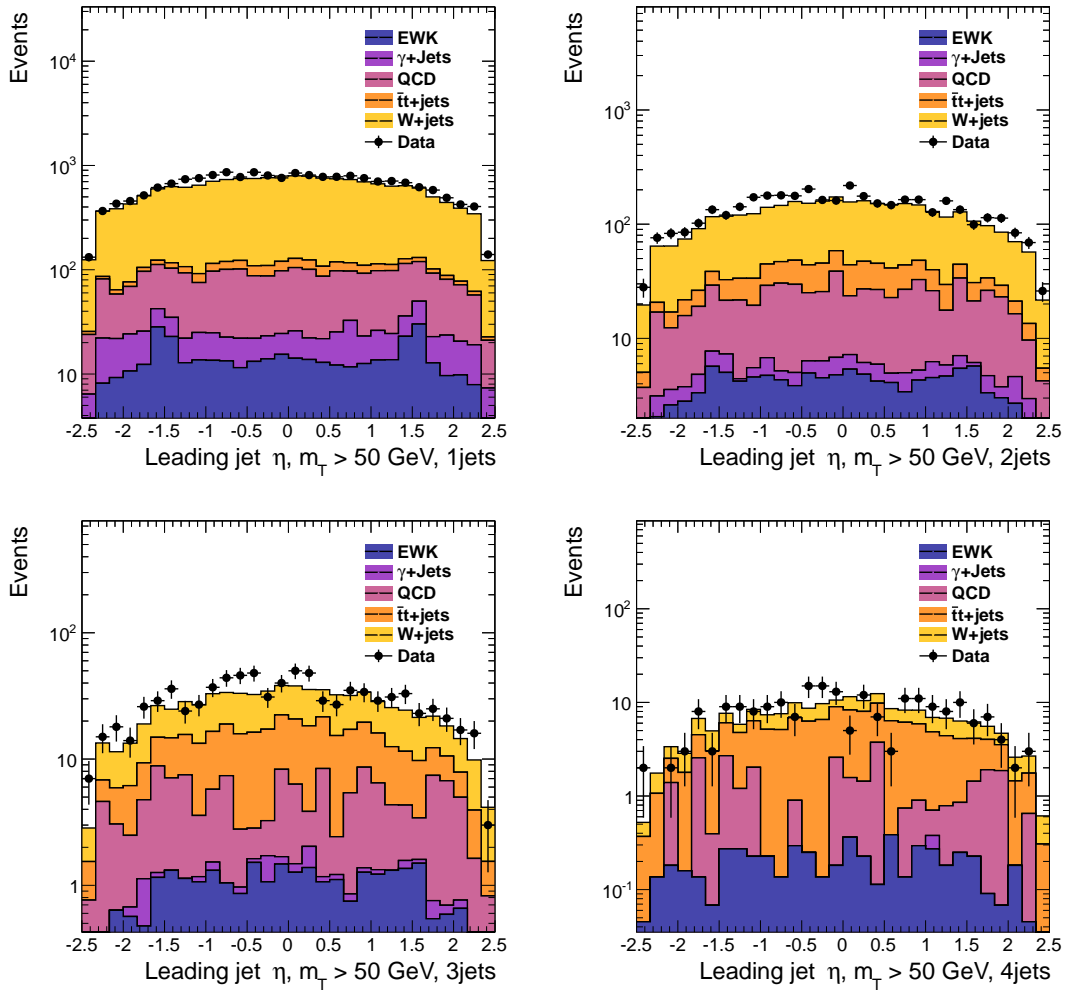 Events
10⁴
10³
10²
10
-2.5 -2 -1.5 -1 -0.5 0 0.5 1 1.5 2 2.5
Leading jet η, m_T > 50 GeV, 1jets
EWK
γ+Jets
QCD
t̄t+jets
W+jets
Data
Events
10³
10²
10
-2.5 -2 -1.5 -1 -0.5 0 0.5 1 1.5 2 2.5
Leading jet η, m_T > 50 GeV, 2jets
EWK
γ+Jets
QCD
t̄t+jets
W+jets
Data
Events
10²
10
1
-2.5 -2 -1.5 -1 -0.5 0 0.5 1 1.5 2 2.5
Leading jet η, m_T > 50 GeV, 3jets
EWK
γ+Jets
QCD
t̄t+jets
W+jets
Data
Events
10²
10
1
10⁻¹
-2.5 -2 -1.5 -1 -0.5 0 0.5 1 1.5 2 2.5
Leading jet η, m_T > 50 GeV, 4jets
EWK
γ+Jets
QCD
t̄t+jets
W+jets
Data